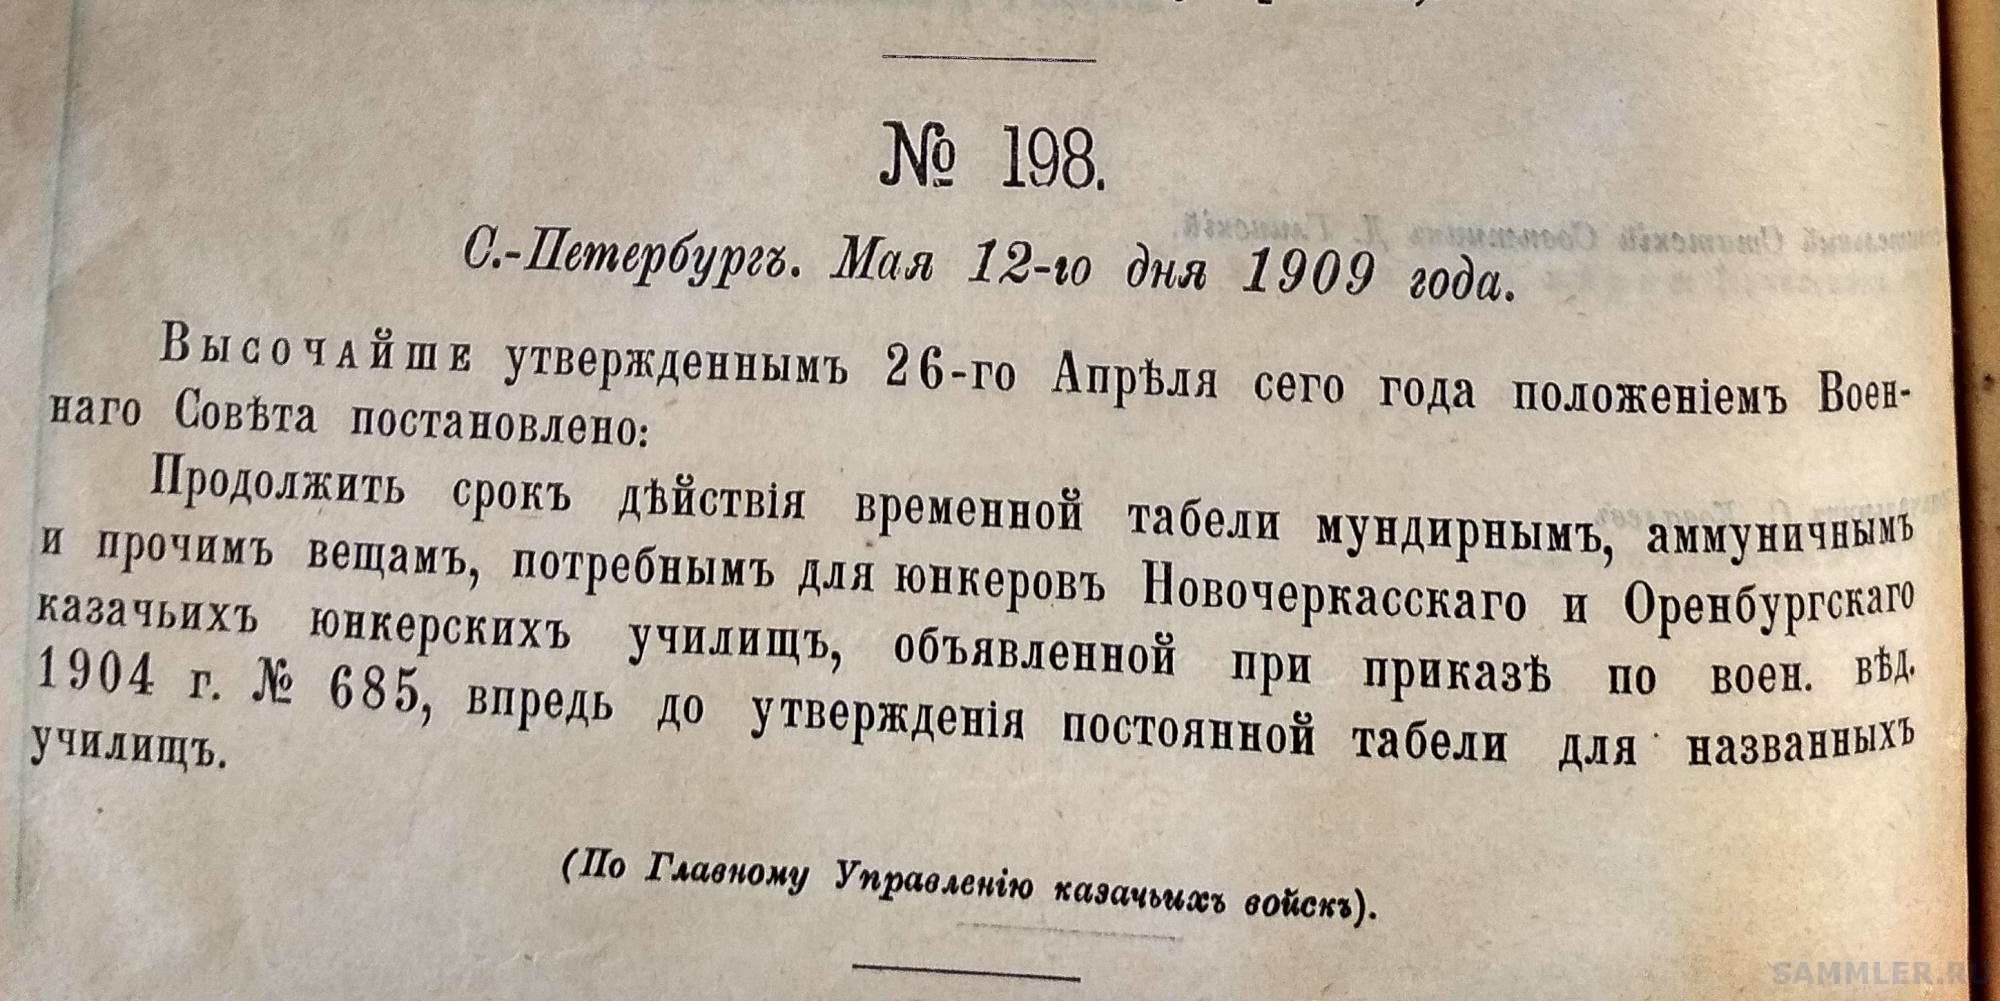 № 198.
С.-Петербургъ. Мая 12-го дня 1909 года.
Высочайше утвержденнымъ 26-го Апрѣля сего года положеніемъ Воен-
наго Совѣта постановлено:
Продолжить срокъ дѣйствія временной табели мундирнымъ, аммуничнымъ
и прочимъ вещамъ, потребнымъ для юнкеровъ Новочеркасскаго и Оренбургскаго
казачьихъ юнкерскихъ училищъ, объявленной при приказѣ по воен. вѣд.
1904 г. № 685, впредь до утвержденія постоянной табели для названныхъ
училищъ.
(По Главному Управленію казачьихъ войскъ).
SAMMLER.RU